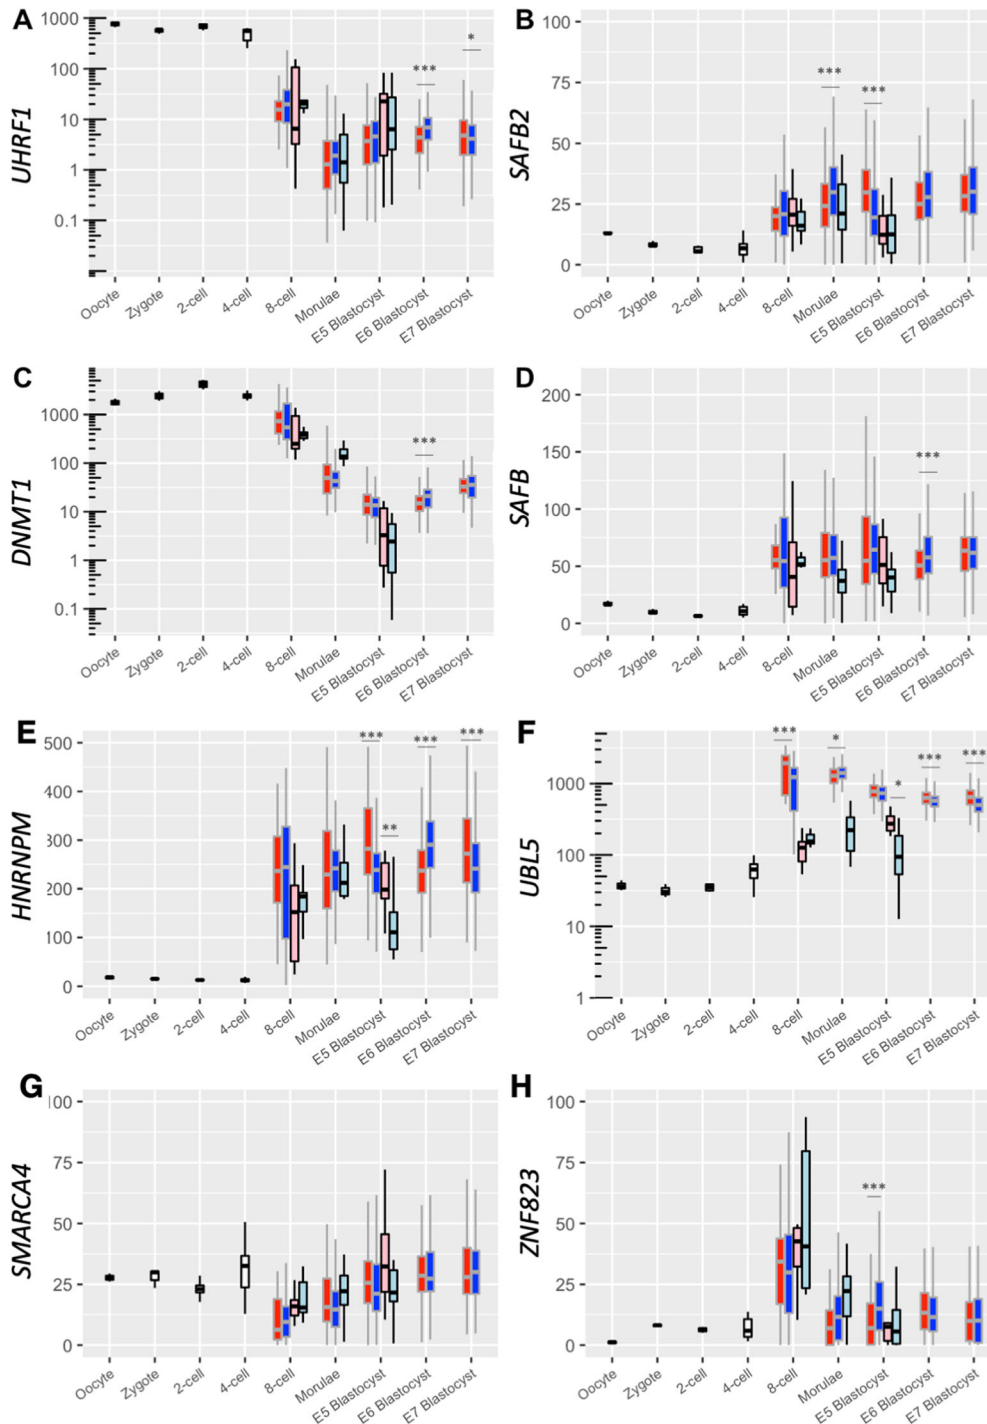 A
UHRF1
1000
100
10
1
0.1
Oocyte
Zygote
2-cell
4-cell
8-cell
Morulae
E5 Blastocyst
E6 Blastocyst
E7 Blastocyst
***
*
B
SAFB2
100
75
50
25
0
Oocyte
Zygote
2-cell
4-cell
8-cell
Morulae
E5 Blastocyst
E6 Blastocyst
E7 Blastocyst
***
***
C
DNMT1
1000
100
10
1
0.1
Oocyte
Zygote
2-cell
4-cell
8-cell
Morulae
E5 Blastocyst
E6 Blastocyst
E7 Blastocyst
***
D
SAFB
200
150
100
50
0
Oocyte
Zygote
2-cell
4-cell
8-cell
Morulae
E5 Blastocyst
E6 Blastocyst
E7 Blastocyst
***
E
HNRNPM
500
400
300
200
100
0
Oocyte
Zygote
2-cell
4-cell
8-cell
Morulae
E5 Blastocyst
E6 Blastocyst
E7 Blastocyst
***
**
***
***
F
UBL5
1000
100
10
1
Oocyte
Zygote
2-cell
4-cell
8-cell
Morulae
E5 Blastocyst
E6 Blastocyst
E7 Blastocyst
***
*
*
***
***
G
SMARCA4
100
75
50
25
0
Oocyte
Zygote
2-cell
4-cell
8-cell
Morulae
E5 Blastocyst
E6 Blastocyst
E7 Blastocyst
H
ZNF823
100
75
50
25
0
Oocyte
Zygote
2-cell
4-cell
8-cell
Morulae
E5 Blastocyst
E6 Blastocyst
E7 Blastocyst
***